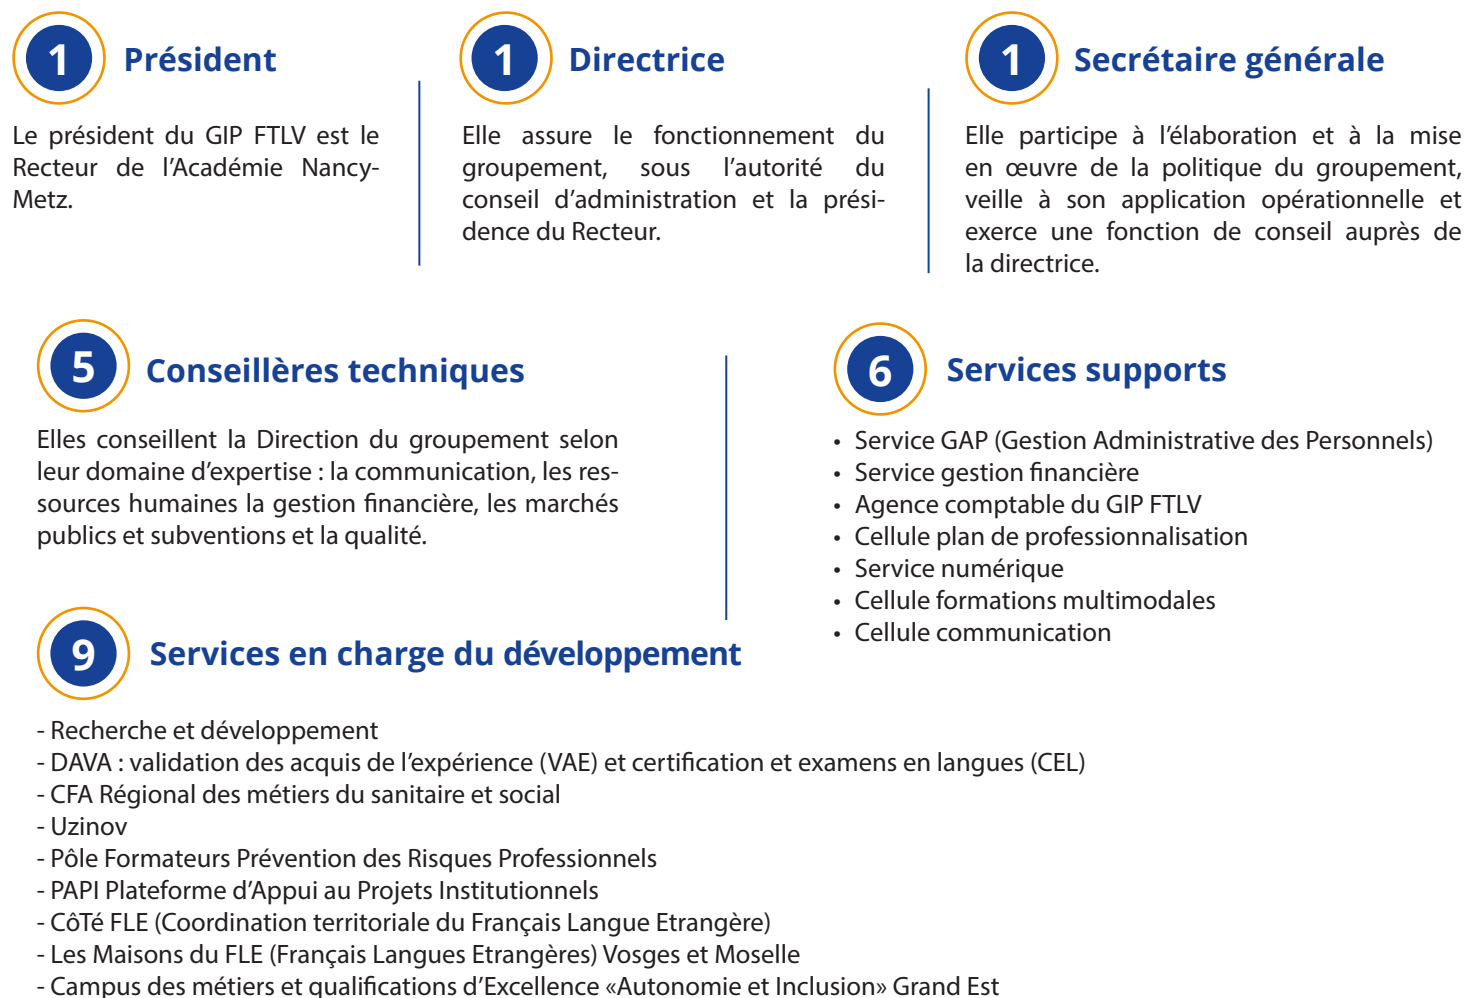 1 Président
Le président du GIP FTLV est le
Recteur de l’Académie Nancy-
Metz.
1 Directrice
Elle assure le fonctionnement du
groupement, sous l’autorité du
conseil d’administration et la prési-
dence du Recteur.
1 Secrétaire générale
Elle participe à l’élaboration et à la mise
en œuvre de la politique du groupement,
veille à son application opérationnelle et
exerce une fonction de conseil auprès de
la directrice.
5 Conseillères techniques
Elles conseillent la Direction du groupement selon
leur domaine d’expertise : la communication, les res-
sources humaines la gestion financière, les marchés
publics et subventions et la qualité.
6 Services supports
• Service GAP (Gestion Administrative des Personnels)
• Service gestion financière
• Agence comptable du GIP FTLV
• Cellule plan de professionnalisation
• Service numérique
• Cellule formations multimodales
• Cellule communication
9 Services en charge du développement
- Recherche et développement
- DAVA : validation des acquis de l’expérience (VAE) et certification et examens en langues (CEL)
- CFA Régional des métiers du sanitaire et social
- Uzinov
- Pôle Formateurs Prévention des Risques Professionnels
- PAPI Plateforme d’Appui au Projets Institutionnels
- CôTé FLE (Coordination territoriale du Français Langue Etrangère)
- Les Maisons du FLE (Français Langues Etrangères) Vosges et Moselle
- Campus des métiers et qualifications d’Excellence «Autonomie et Inclusion» Grand Est